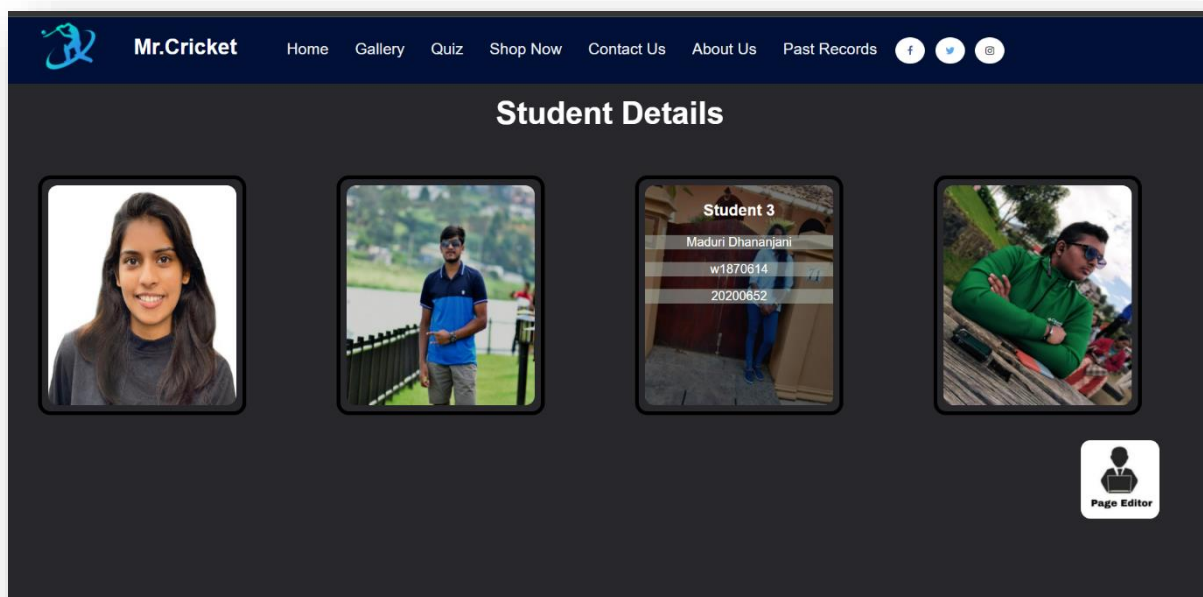 Mr.Cricket Home Gallery Quiz Shop Now Contact Us About Us Past Records
Student Details
Student 3
Maduri Dhananjani
w1870614
20200652
Page Editor